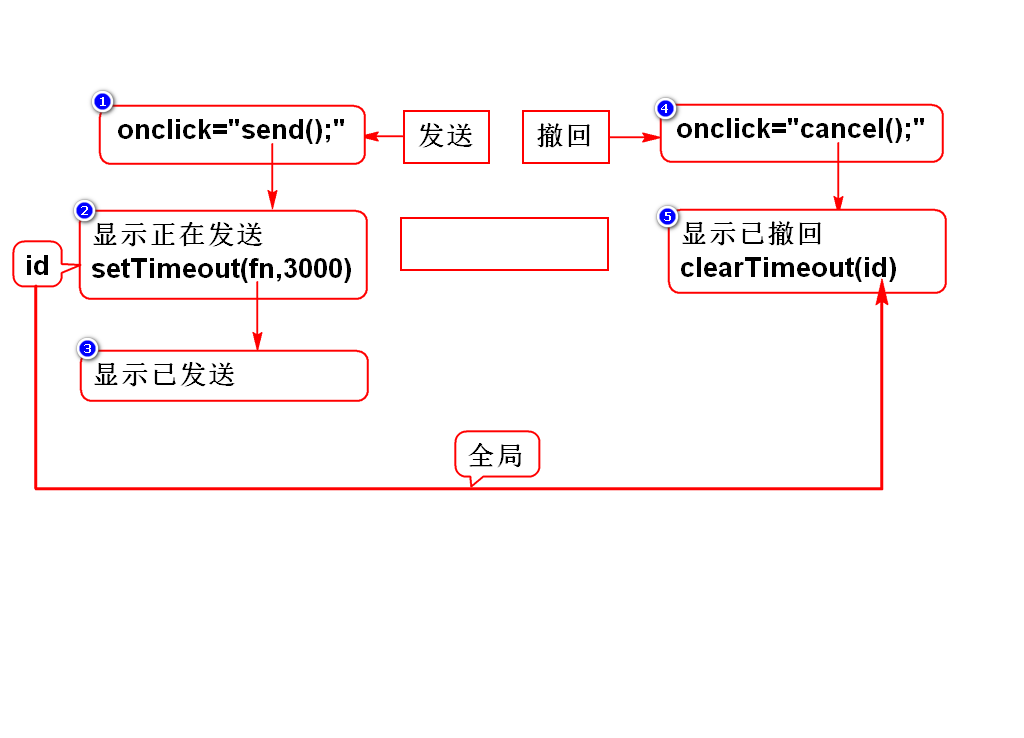 1
onclick="send();"
发送
撤回
4
onclick="cancel();"
2
显示正在发送
setTimeout(fn,3000)
id
5
显示已撤回
clearTimeout(id)
3
显示已发送
全局